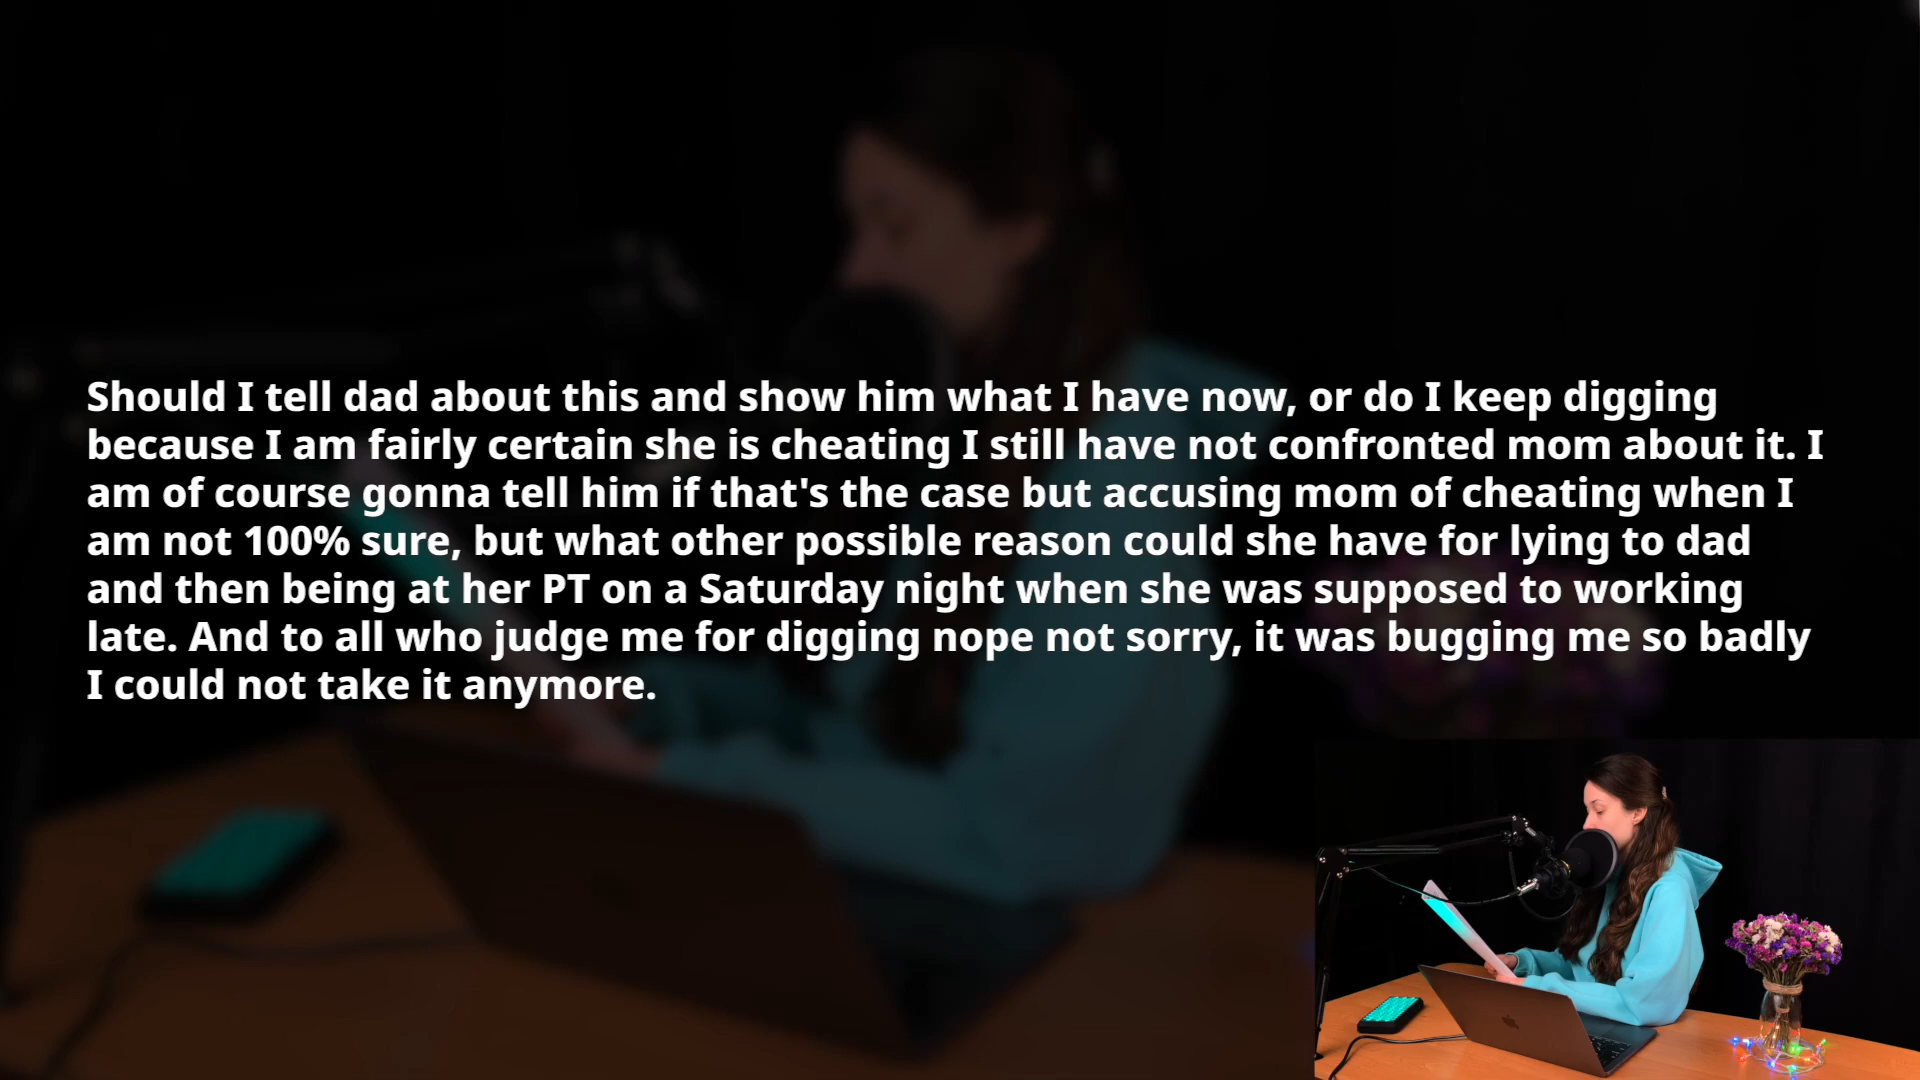 Should I tell dad about this and show him what I have now, or do I keep digging
because I am fairly certain she is cheating I still have not confronted mom about it. I
am of course gonna tell him if that's the case but accusing mom of cheating when I
am not 100% sure, but what other possible reason could she have for lying to dad
and then being at her PT on a Saturday night when she was supposed to working
late. And to all who judge me for digging nope not sorry, it was bugging me so badly
I could not take it anymore.